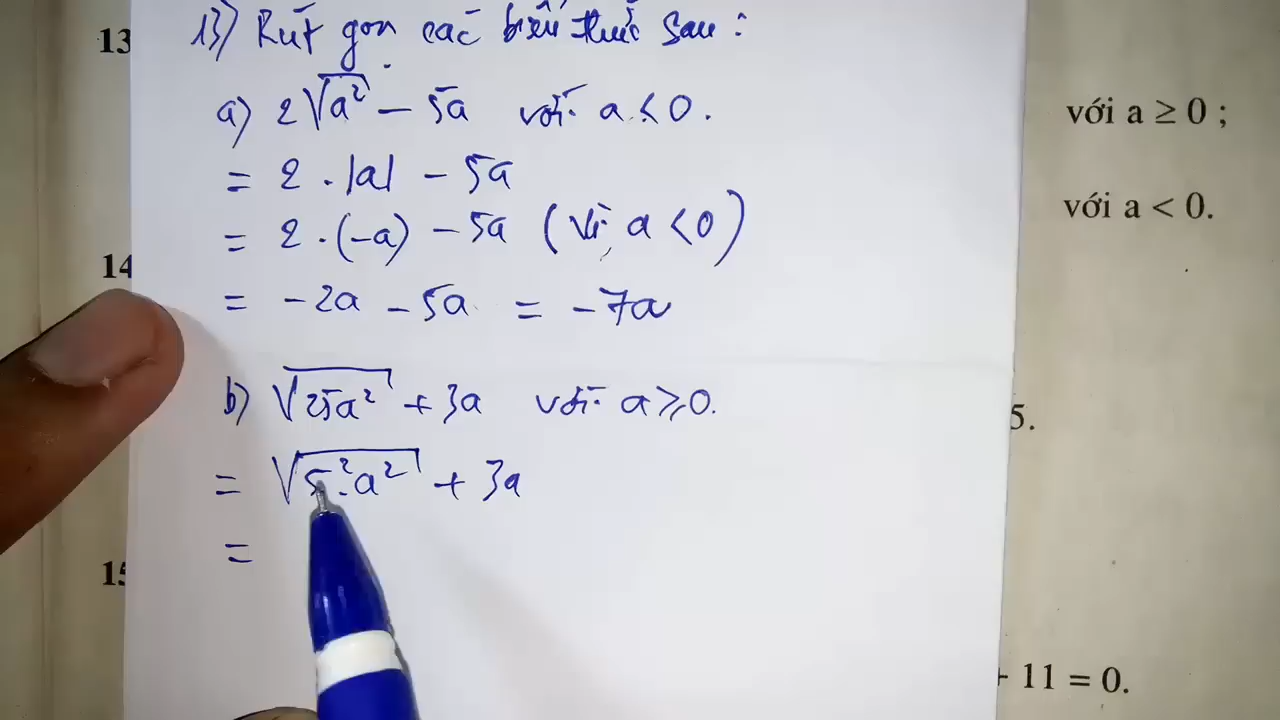 13
13) Rút gọn các biểu thức sau :
a) 2√a² − 5a với a < 0.
với a ≥ 0 ;
= 2 . |a| − 5a
= 2 . (−a) − 5a (Vì a < 0)
với a < 0.
14
= −2a − 5a = −7a
b) √25a² + 3a với a ≥ 0.
5.
= √5².a² + 3a
=
15
11 = 0.